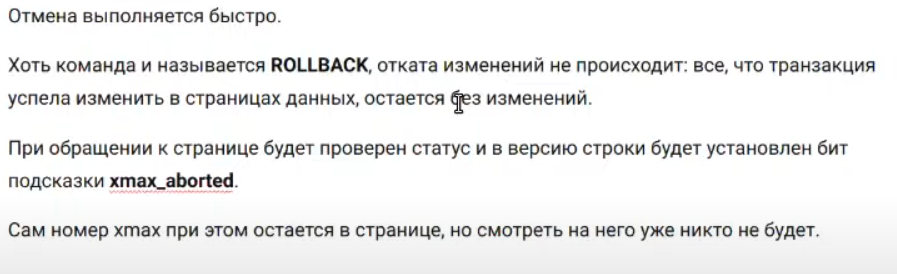 Отмена выполняется быстро.
Хоть команда и называется ROLLBACK, отката изменений не происходит: все, что транзакция
успела изменить в страницах данных, остается без изменений.
При обращении к странице будет проверен статус и в версию строки будет установлен бит
подсказки xmax_aborted.
Сам номер xmax при этом остается в странице, но смотреть на него уже никто не будет.